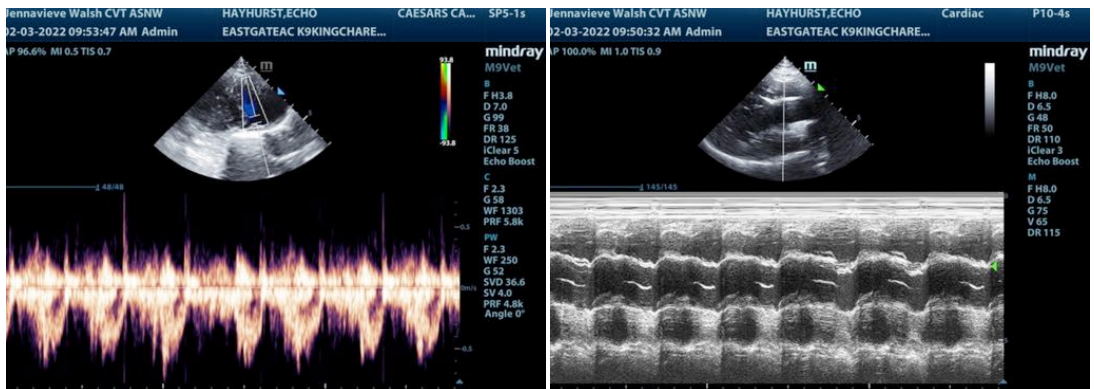 Jennavieve Walsh CVT ASNW HAYHURST,ECHO CAESARS CA... SP5-1s
02-03-2022 09:53:47 AM Admin EASTGATEAC K9KINGCHARE...
AP 96.6% MI 0.5 TIS 0.7
mindray
M9Vet
m
93.8
-93.8
B
F H3.8
D 7.0
G 99
FR 38
DR 125
iClear 5
Echo Boost
C
F 2.3
G 58
WF 1303
PRF 5.8k
PW
F 2.3
WF 250
G 52
SVD 36.6
SV 4.0
PRF 4.8k
Angle 0°
48/48
-0.3
0m/s
-0.5
Jennavieve Walsh CVT ASNW HAYHURST,ECHO Cardiac P10-4s
02-03-2022 09:50:32 AM Admin EASTGATEAC K9KINGCHARE...
AP 100.0% MI 1.0 TIS 0.9
mindray
M9Vet
m
B
F H8.0
D 6.5
G 48
FR 50
DR 110
iClear 3
Echo Boost
M
F H8.0
D 6.5
G 75
V 65
DR 115
145/145